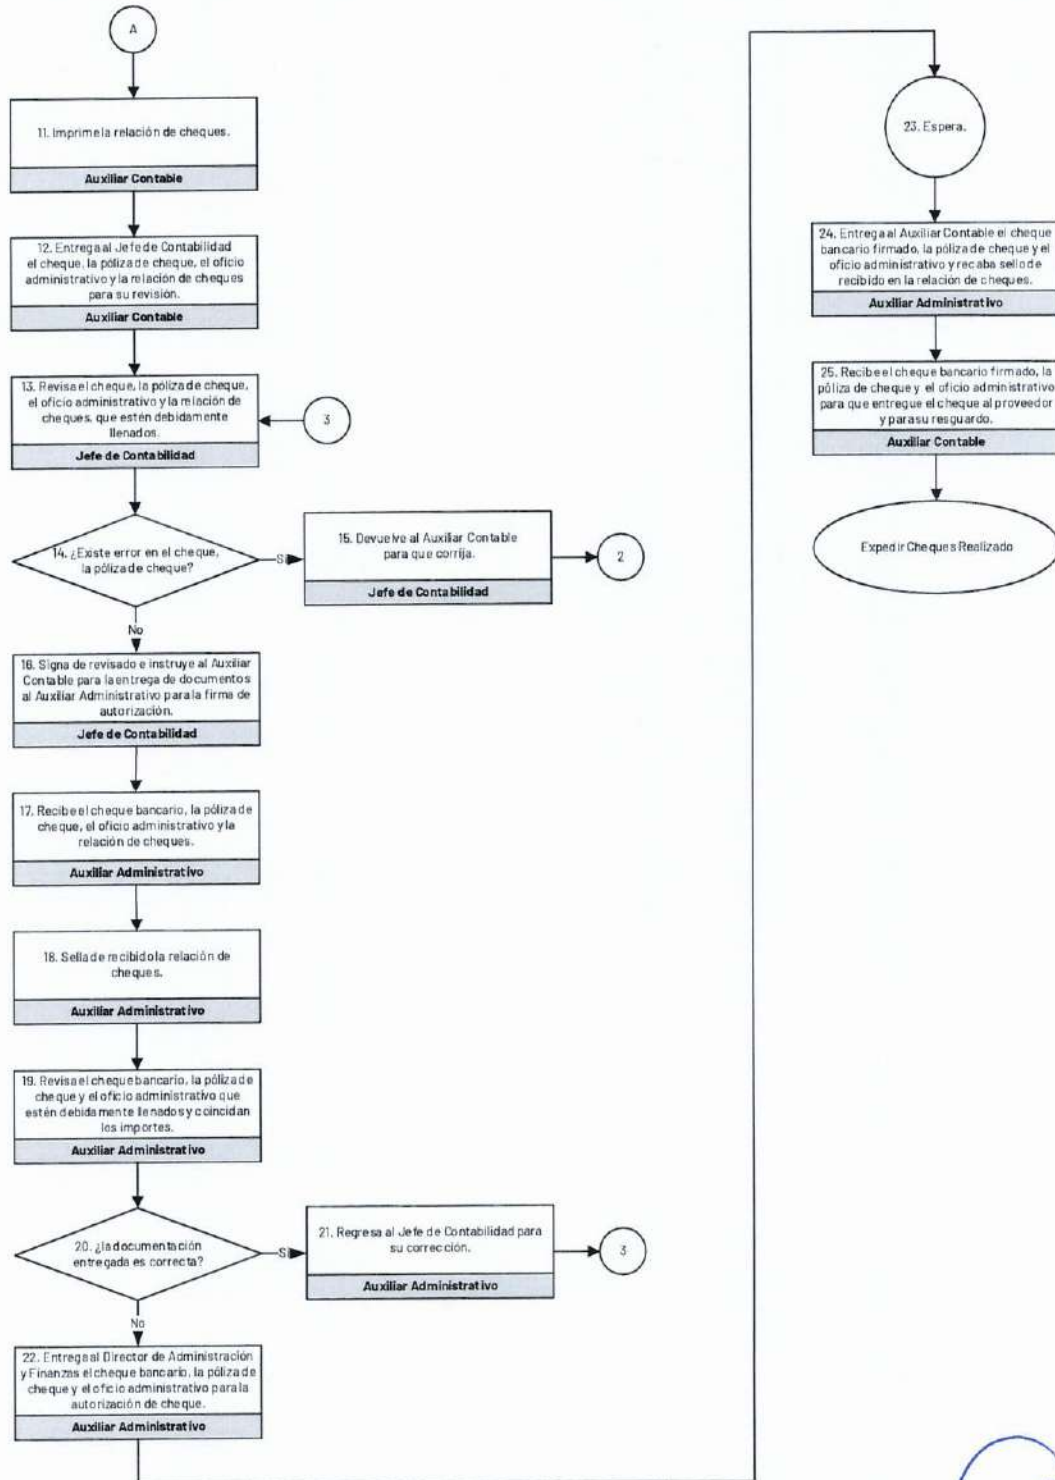 A
11. Imprime la relación de cheques.
Auxiliar Contable
12. Entrega al Jefe de Contabilidad
el cheque, la póliza de cheque, el oficio
administrativo y la relación de cheques
para su revisión.
Auxiliar Contable
13. Revisa el cheque, la póliza de cheque,
el oficio administrativo y la relación de
cheques, que estén debidamente
llenados.
Jefe de Contabilidad
3
14. ¿Existe error en el cheque,
la póliza de cheque?
Sí
15. Devuelve al Auxiliar Contable
para que corrija.
Jefe de Contabilidad
2
No
16. Signa de revisado e instruye al Auxiliar
Contable para la entrega de documentos
al Auxiliar Administrativo para la firma de
autorización.
Jefe de Contabilidad
17. Recibe el cheque bancario, la póliza de
cheque, el oficio administrativo y la
relación de cheques.
Auxiliar Administrativo
18. Sella de recibido la relación de
cheques.
Auxiliar Administrativo
19. Revisa el cheque bancario, la póliza de
cheque y el oficio administrativo que
estén debidamente llenados y coincidan
los importes.
Auxiliar Administrativo
20. ¿la documentación
entregada es correcta?
Sí
21. Regresa al Jefe de Contabilidad para
su corrección.
Auxiliar Administrativo
3
No
22. Entrega al Director de Administración
y Finanzas el cheque bancario, la póliza de
cheque y el oficio administrativo para la
autorización de cheque.
Auxiliar Administrativo
23. Espera.
24. Entrega al Auxiliar Contable el cheque
bancario firmado, la póliza de cheque y el
oficio administrativo y recaba sello de
recibido en la relación de cheques.
Auxiliar Administrativo
25. Recibe el cheque bancario firmado, la
póliza de cheque y el oficio administrativo
para que entregue el cheque al proveedor
y para su resguardo.
Auxiliar Contable
Expedir Cheques Realizado